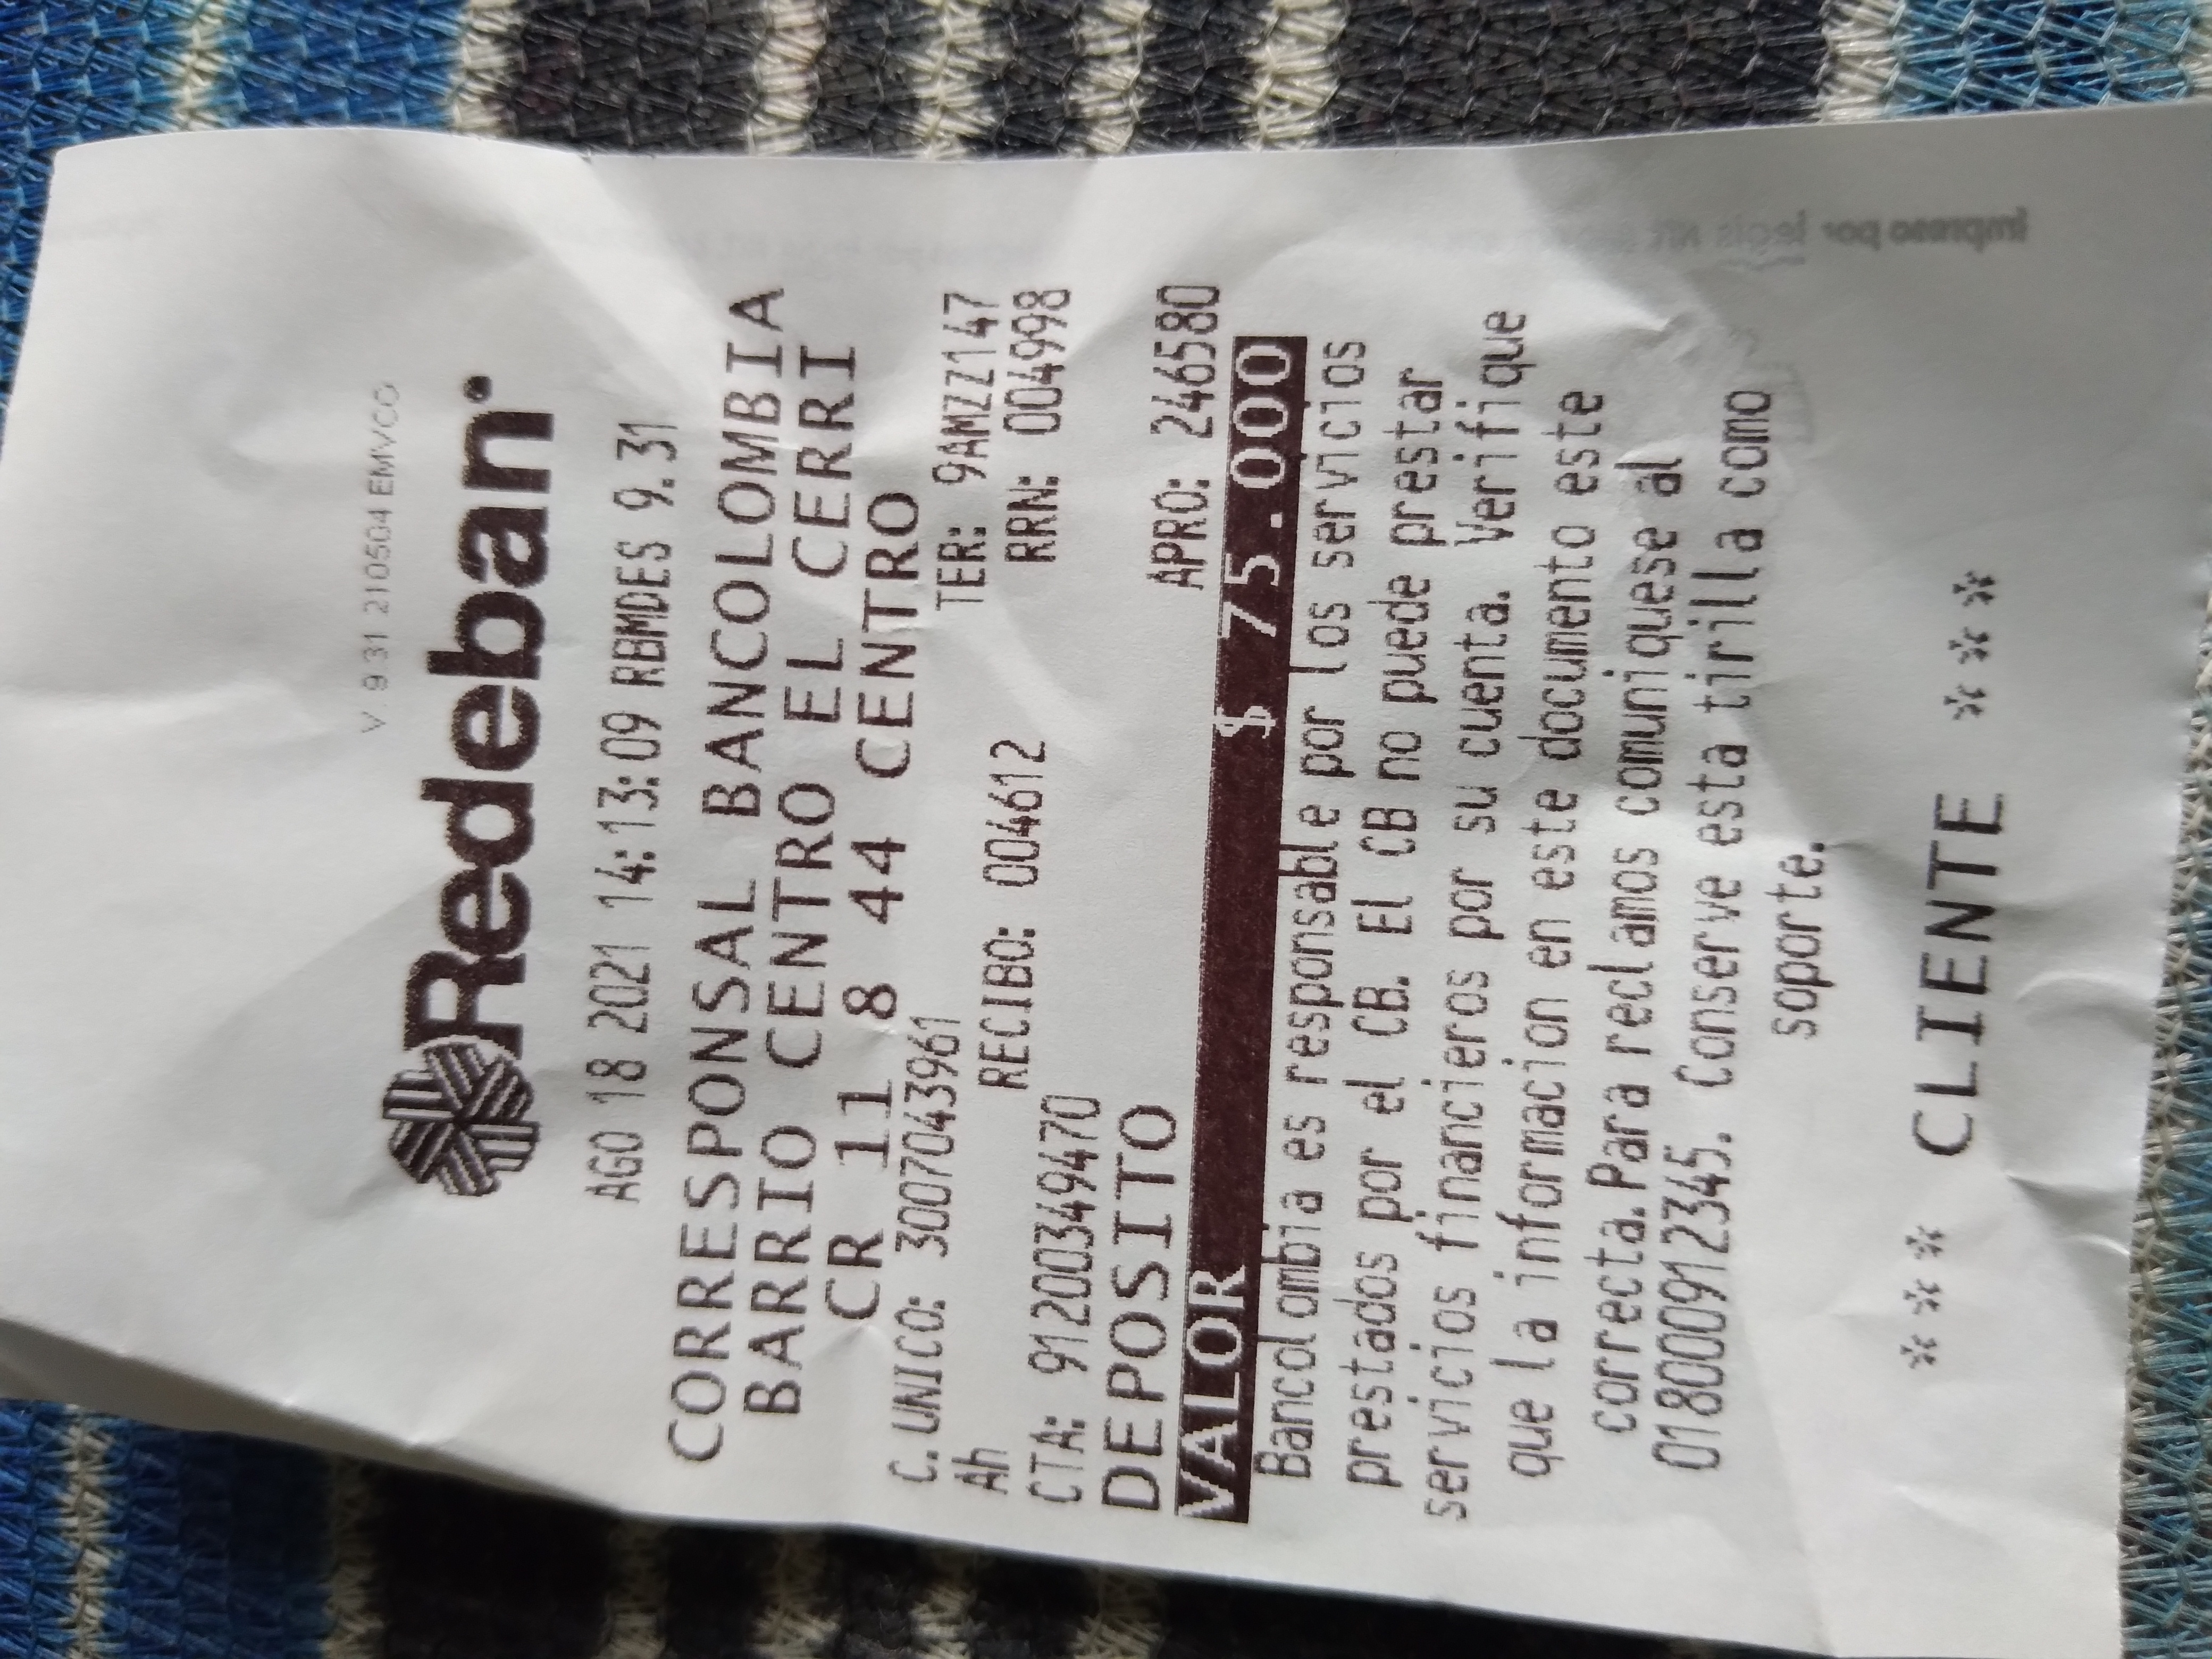 V. 9.31 210504 EMVCO
Redeban
AGO 18 2021 14:13:09 RBMDES 9.31
CORRESPONSAL BANCOLOMBIA
BARRIO CENTRO EL CERRI
CR 11 8 44 CENTRO
C. UNICO: 3007043961 TER: 9AMZZ147
Ah RECIBO: 004612 RRN: 004998
CTA: 91200349470
DEPOSITO APRO: 246580
VALOR $ 75.000
Bancolombia es responsable por los servicios
prestados por el CB. El CB no puede prestar
servicios financieros por su cuenta. Verifique
que la informacion en este documento este
correcta.Para reclamos comuniquese al
018000912345. Conserve esta tirilla como
soporte.
*** CLIENTE ***
Impreso por legis